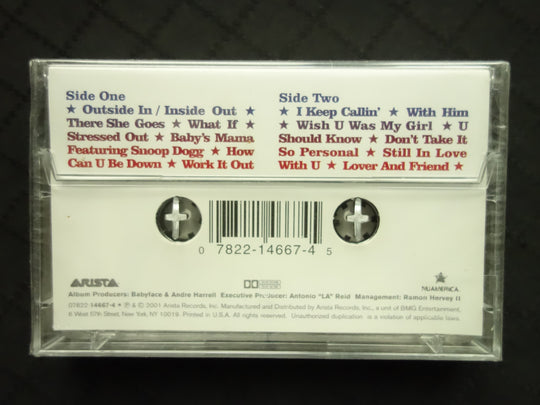 Side One
★ Outside In / Inside Out ★
There She Goes ★ What If ★
Stressed Out ★ Baby's Mama
Featuring Snoop Dogg ★ How
Can U Be Down ★ Work It Out
Side Two
★ I Keep Callin' ★ With Him
★ Wish U Was My Girl ★ U
Should Know ★ Don't Take It
So Personal ★ Still In Love
With U ★ Lover And Friend ★
0 7822-14667-4 5
ARISTA
NUAMERICA
Album Producers: Babyface & Andre Harrell Executive Producer: Antonio "LA" Reid Management: Ramon Hervey II
07822-14667-4 • ℗ & © 2001 Arista Records, Inc. Manufactured and Distributed by Arista Records, Inc., a unit of BMG Entertainment,
6 West 57th Street, New York, NY 10019. Printed in U.S.A. All rights reserved. Unauthorized duplication is a violation of applicable laws.